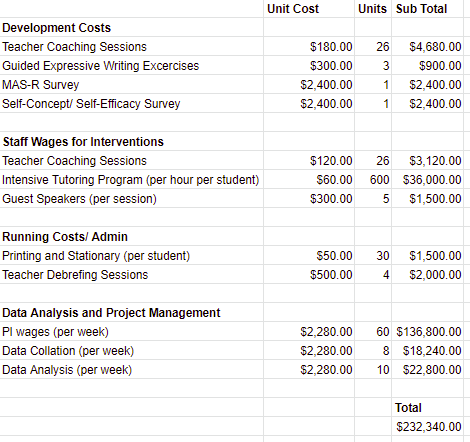 Unit Cost Units Sub Total
Development Costs
Teacher Coaching Sessions $180.00 26 $4,680.00
Guided Expressive Writing Excercises $300.00 3 $900.00
MAS-R Survey $2,400.00 1 $2,400.00
Self-Concept/ Self-Efficacy Survey $2,400.00 1 $2,400.00
Staff Wages for Interventions
Teacher Coaching Sessions $120.00 26 $3,120.00
Intensive Tutoring Program (per hour per student) $60.00 600 $36,000.00
Guest Speakers (per session) $300.00 5 $1,500.00
Running Costs/ Admin
Printing and Stationary (per student) $50.00 30 $1,500.00
Teacher Debrefing Sessions $500.00 4 $2,000.00
Data Analysis and Project Management
PI wages (per week) $2,280.00 60 $136,800.00
Data Collation (per week) $2,280.00 8 $18,240.00
Data Analysis (per week) $2,280.00 10 $22,800.00
Total
$232,340.00